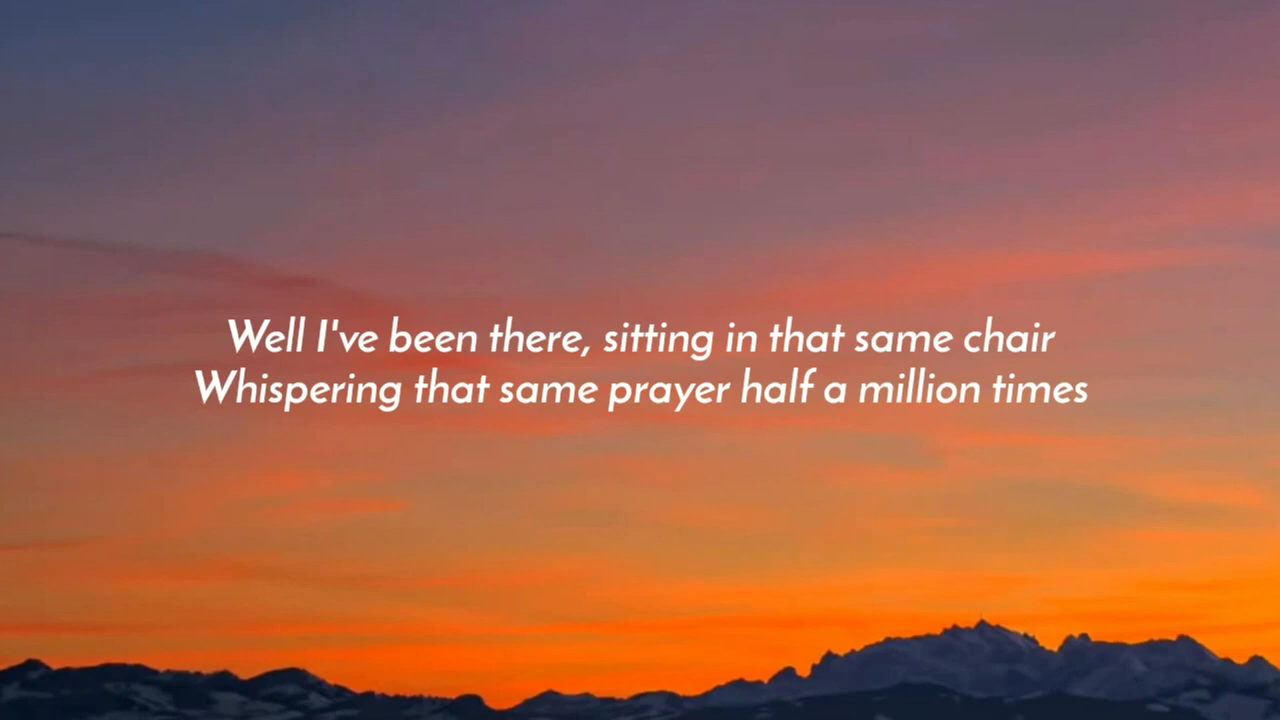 Well I've been there, sitting in that same chair
Whispering that same prayer half a million times